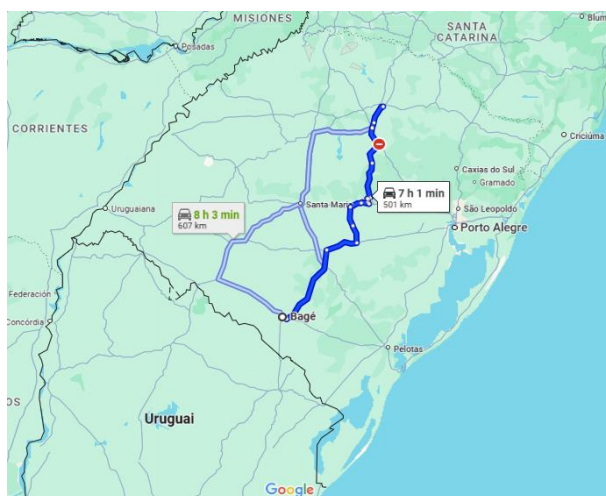 MISIONES
SANTA
CATARINA
Blum
Posadas
CORRIENTES
Criciúma
Caxias do Sul
Gramado
7 h 1 min
501 km
Santa Mari
São Leopoldo
Uruguaiana
8 h 3 min
607 km
Porto Alegre
Federación
Concórdia
Bagé
OS
Pelotas
Uruguai
Google